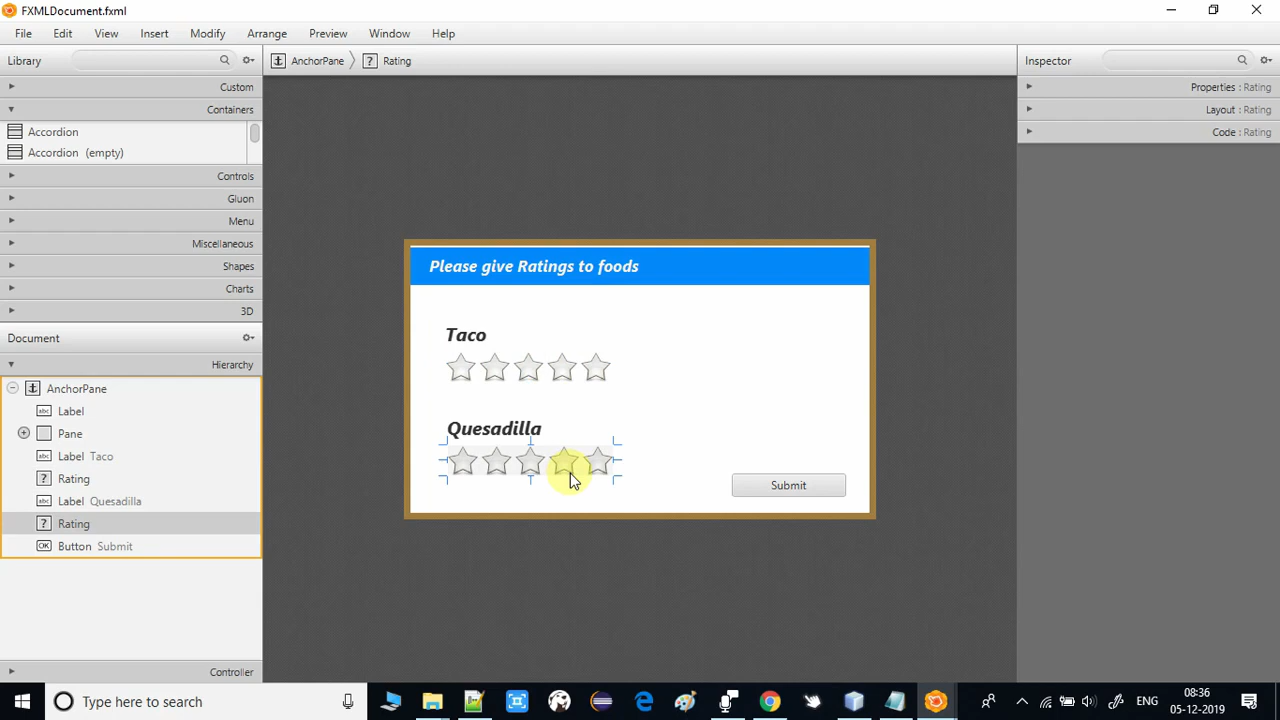 FXMLDocument.fxml
File Edit View Insert Modify Arrange Preview Window Help
Library
AnchorPane Rating
Inspector
Custom
Containers
Accordion
Accordion (empty)
Controls
Gluon
Menu
Miscellaneous
Shapes
Charts
3D
Document
Hierarchy
AnchorPane
Label
Pane
Label Taco
Rating
Label Quesadilla
Rating
Button Submit
Controller
Please give Ratings to foods
Taco
Quesadilla
Submit
Properties : Rating
Layout : Rating
Code : Rating
Type here to search
ENG
08:36
05-12-2019